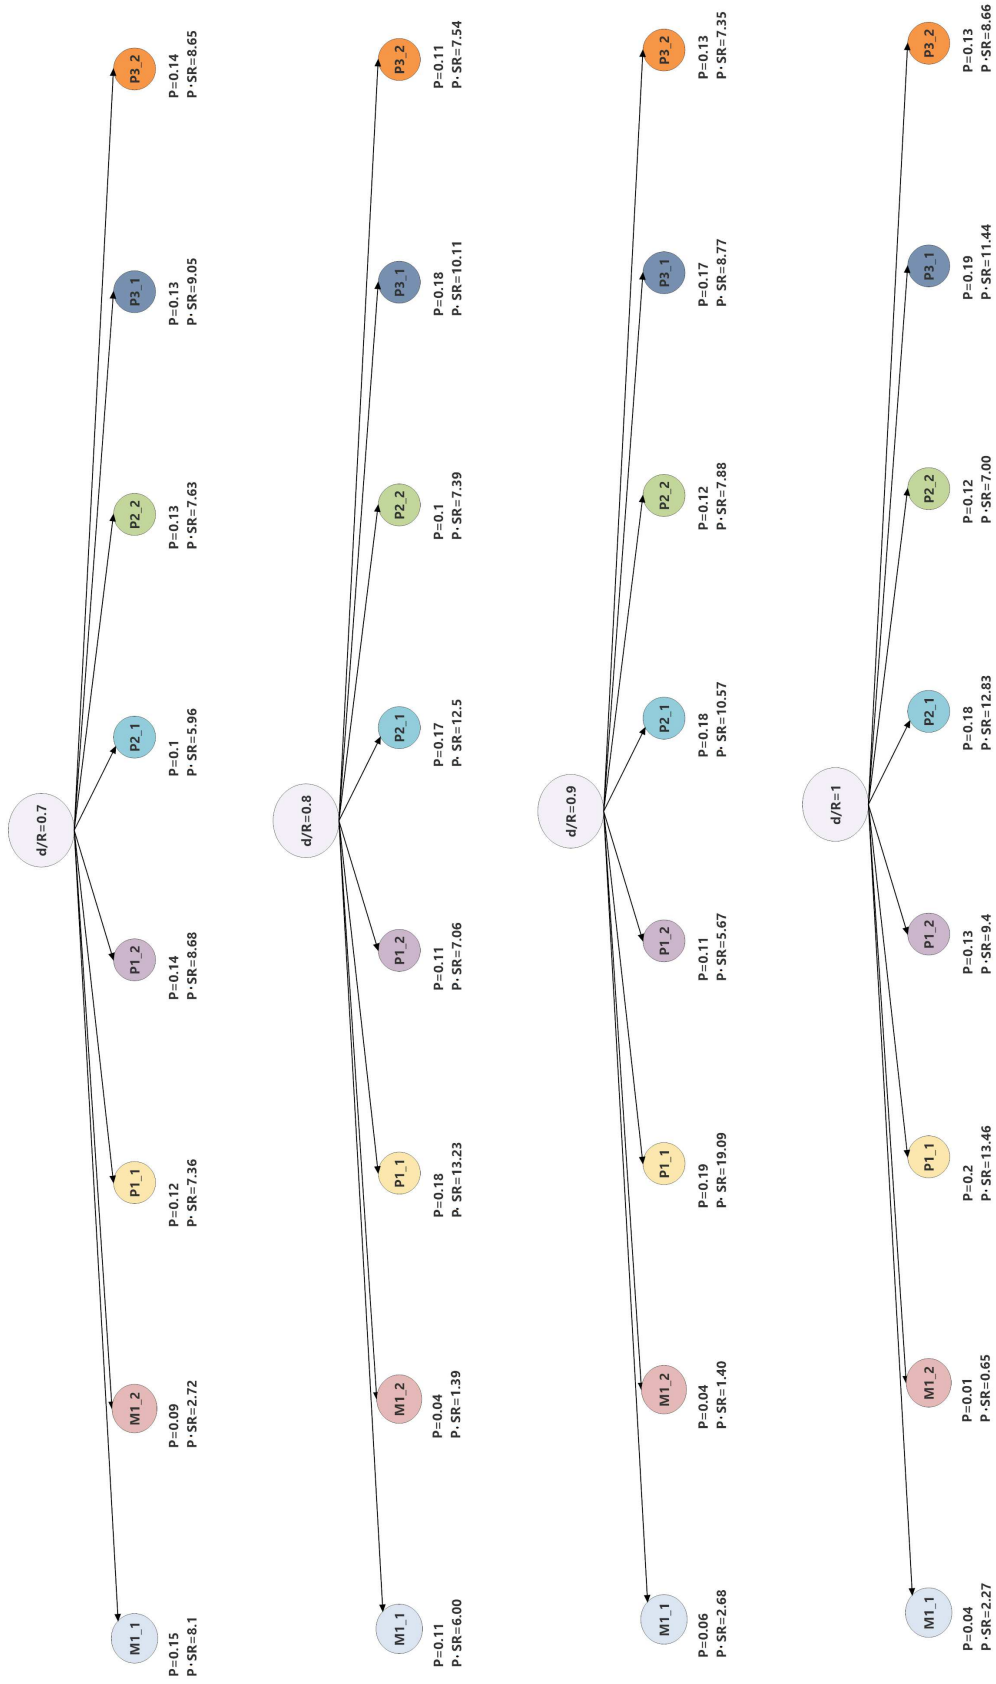 d/R=0.7
M1_1
P=0.15
P·SR=8.1
M1_2
P=0.09
P·SR=2.72
P1_1
P=0.12
P· SR=7.36
P1_2
P=0.14
P·SR=8.68
P2_1
P=0.1
P· SR=5.96
P2_2
P=0.13
P·SR=7.63
P3_1
P=0.13
P· SR=9.05
P3_2
P=0.14
P·SR=8.65
d/R=0.8
M1_1
P=0.11
P·SR=6.00
M1_2
P=0.04
P. SR=1.39
P1_1
P=0.18
P. SR=13.23
P1_2
P=0.11
P·SR=7.06
P2_1
P=0.17
P. SR=12.5
P2_2
P=0.1
P·SR=7.39
P3_1
P=0.18
P. SR=10.11
P3_2
P=0.11
P· SR=7.54
d/R=0.9
M1_1
P=0.06
P·SR=2.68
M1_2
P=0.04
P·SR=1.40
P1_1
P=0.19
P. SR=19.09
P1_2
P=0.11
P·SR=5.67
P2_1
P=0.18
P. SR=10.57
P2_2
P=0.12
P·SR=7.88
P3_1
P=0.17
P. SR=8.77
P3_2
P=0.13
P·SR=7.35
d/R=1
M1_1
P=0.04
P·SR=2.27
M1_2
P=0.01
P·SR=0.65
P1_1
P=0.2
P· SR=13.46
P1_2
P=0.13
P·SR=9.4
P2_1
P=0.18
P· SR=12.83
P2_2
P=0.12
P·SR=7.00
P3_1
P=0.19
P· SR=11.44
P3_2
P=0.13
P·SR=8.66